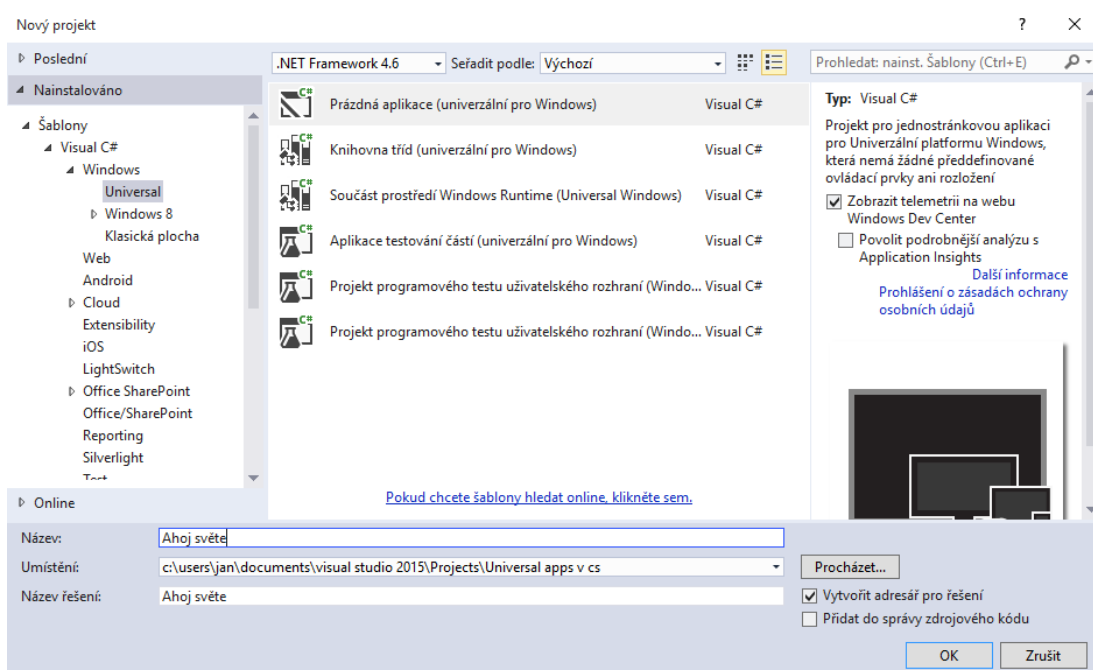 Nový projekt
?
Poslední
.NET Framework 4.6
Seřadit podle:
Výchozí
Prohledat: nainst. Šablony (Ctrl+E)
Nainstalováno
Šablony
Visual C#
Windows
Universal
Windows 8
Klasická plocha
Web
Android
Cloud
Extensibility
iOS
LightSwitch
Office SharePoint
Office/SharePoint
Reporting
Silverlight
Test
Online
C# Prázdná aplikace (univerzální pro Windows) Visual C#
C# Knihovna tříd (univerzální pro Windows) Visual C#
C# Součást prostředí Windows Runtime (Universal Windows) Visual C#
C# Aplikace testování částí (univerzální pro Windows) Visual C#
C# Projekt programového testu uživatelského rozhraní (Windo... Visual C#
C# Projekt programového testu uživatelského rozhraní (Windo... Visual C#
Pokud chcete šablony hledat online, klikněte sem.
Typ: Visual C#
Projekt pro jednostránkovou aplikaci
pro Univerzální platformu Windows,
která nemá žádné předdefinované
ovládací prvky ani rozložení
Zobrazit telemetrii na webu
Windows Dev Center
Povolit podrobnější analýzu s
Application Insights
Další informace
Prohlášení o zásadách ochrany
osobních údajů
Název: Ahoj světe
Umístění: c:\users\jan\documents\visual studio 2015\Projects\Universal apps v cs
Procházet...
Název řešení: Ahoj světe
Vytvořit adresář pro řešení
Přidat do správy zdrojového kódu
OK
Zrušit